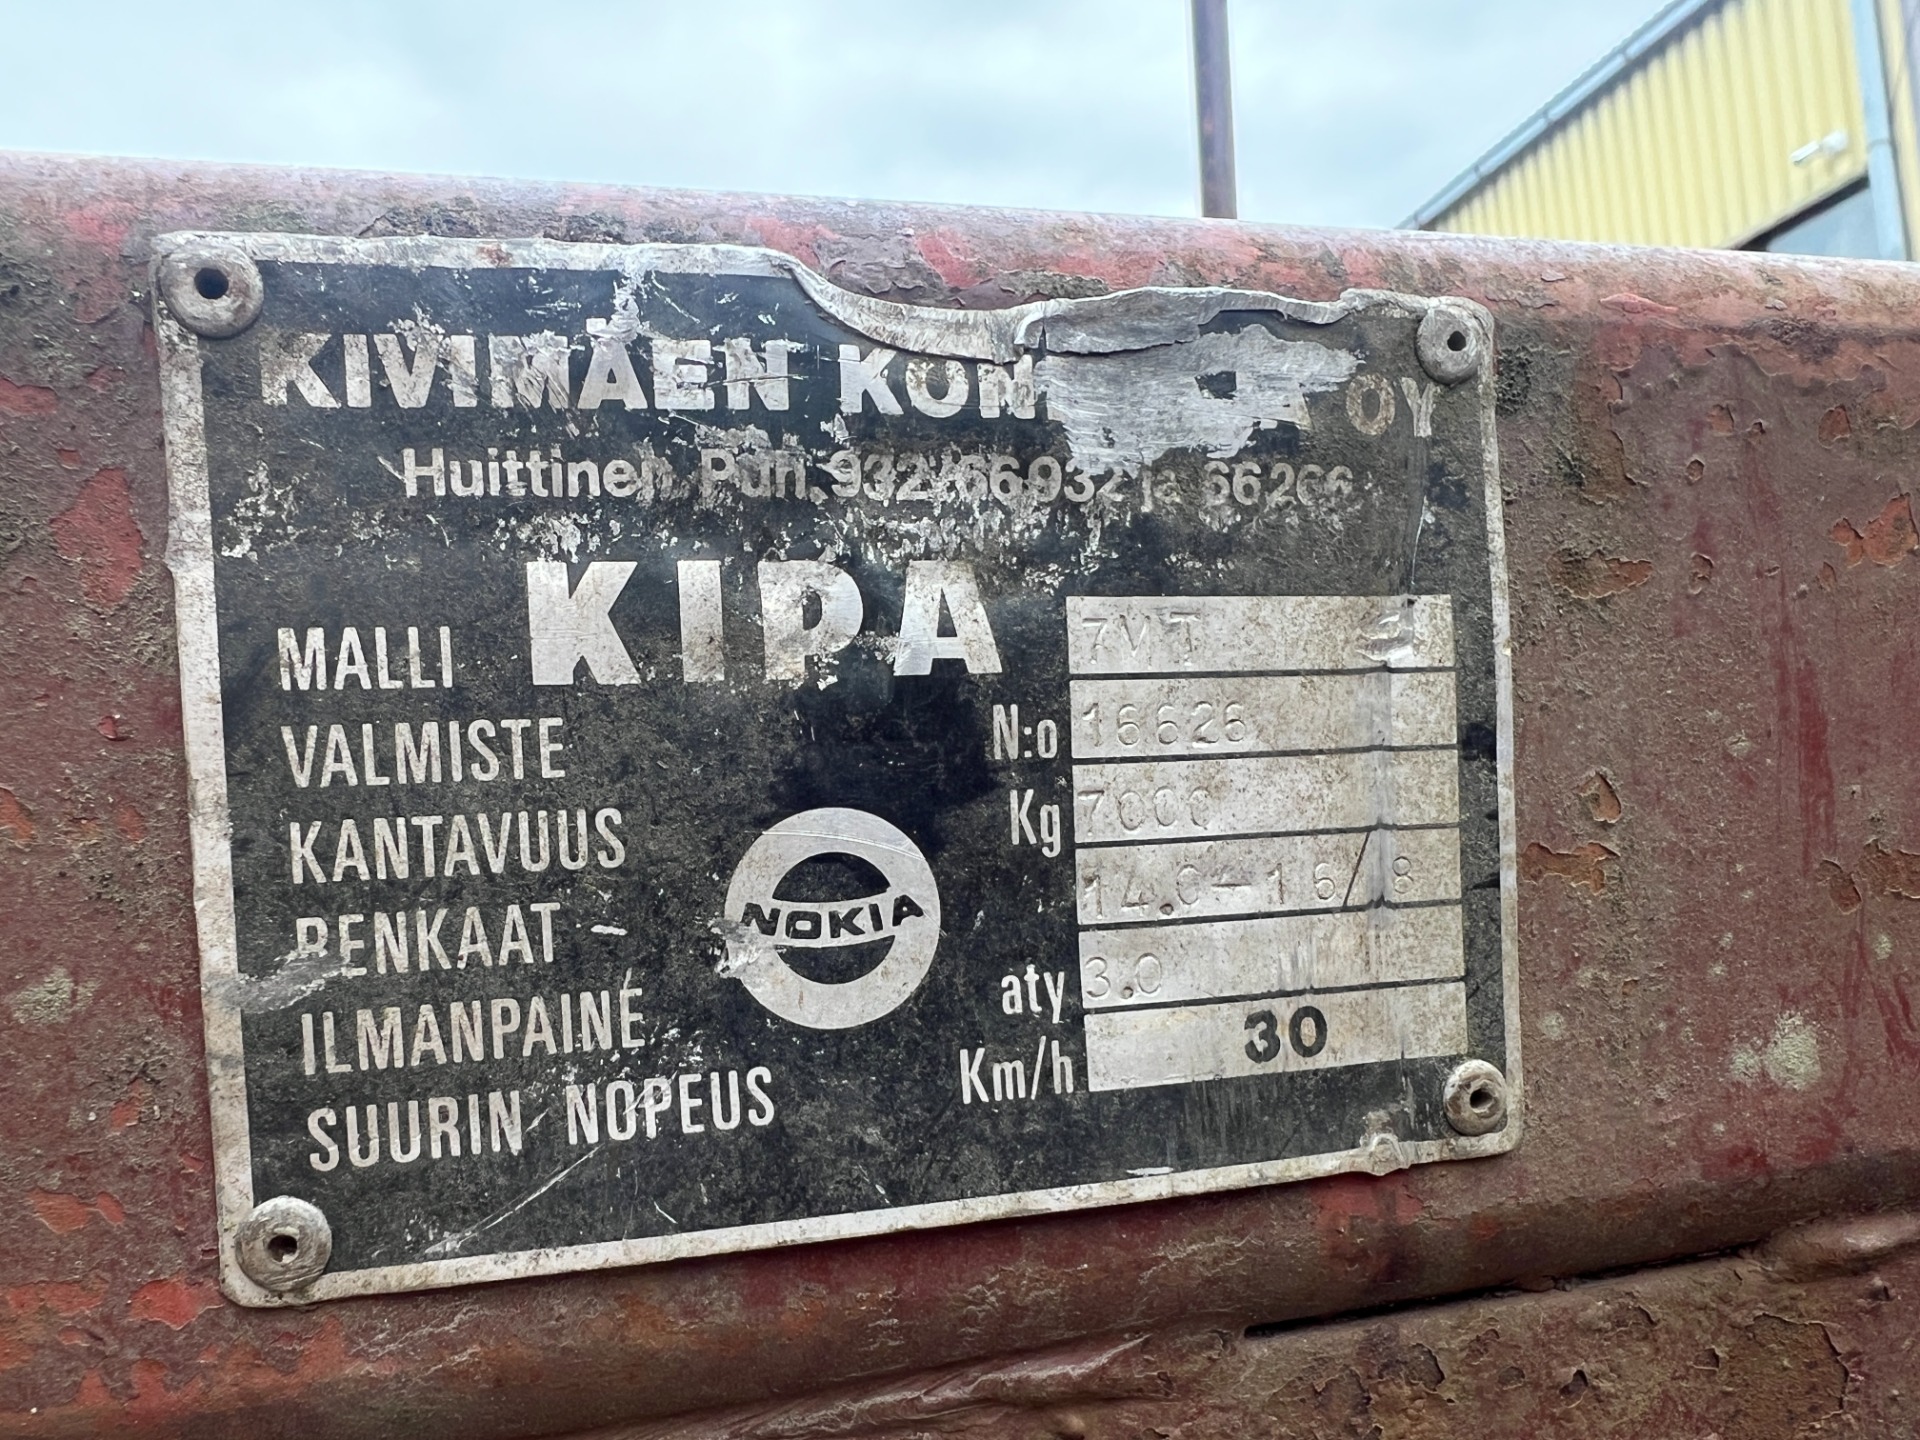 KIVIMÄEN KON OY
Huittinen Puh. 932/66932 ja 66266
MALLI KIPA 7MT
VALMISTE N:o 16626
KANTAVUUS Kg 7000
RENKAAT 14.0-16/8
NOKIA
ILMANPAINE aty 3.0
SUURIN NOPEUS Km/h 30